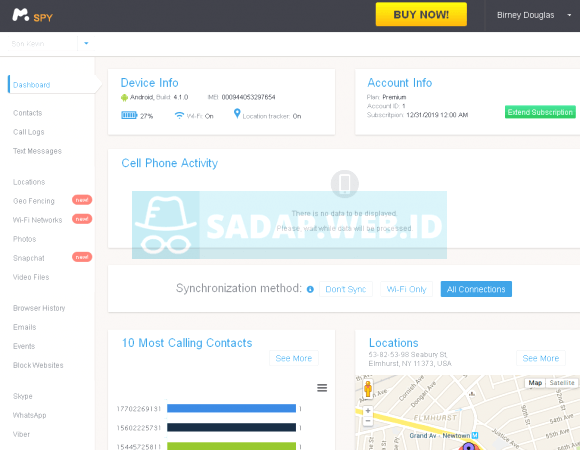 m SPY
BUY NOW!
Birney Douglas
Dashboard
Contacts
Call Logs
Text Messages
Locations
Geo Fencing new!
Wi-Fi Networks new!
Photos
Snapchat new!
Video Files
Browser History
Emails
Events
Block Websites
Skype
WhatsApp
Viber
Device Info
Android, Build: 4.1.0 IMEI: 000944053297654
27% Wi-Fi: On Location tracker: On
Account Info
Plan: Premium
Account ID: 1
Subscritpion: 12/31/2019 12:00 AM
Extend Subscription
Cell Phone Activity
There is no data to be displayed.
Please, wait while data will be processed.
SADAP.WEB.ID
Synchronization method: Don't Sync Wi-Fi Only All Connections
10 Most Calling Contacts
See More
17702269131 1
15602225731 1
15445725811 1
Locations
53-82-53-98 Seabury St,
Elmhurst, NY 11373, USA
See More
Map Satellite
ELMHURST
Grand Av - Newtown M